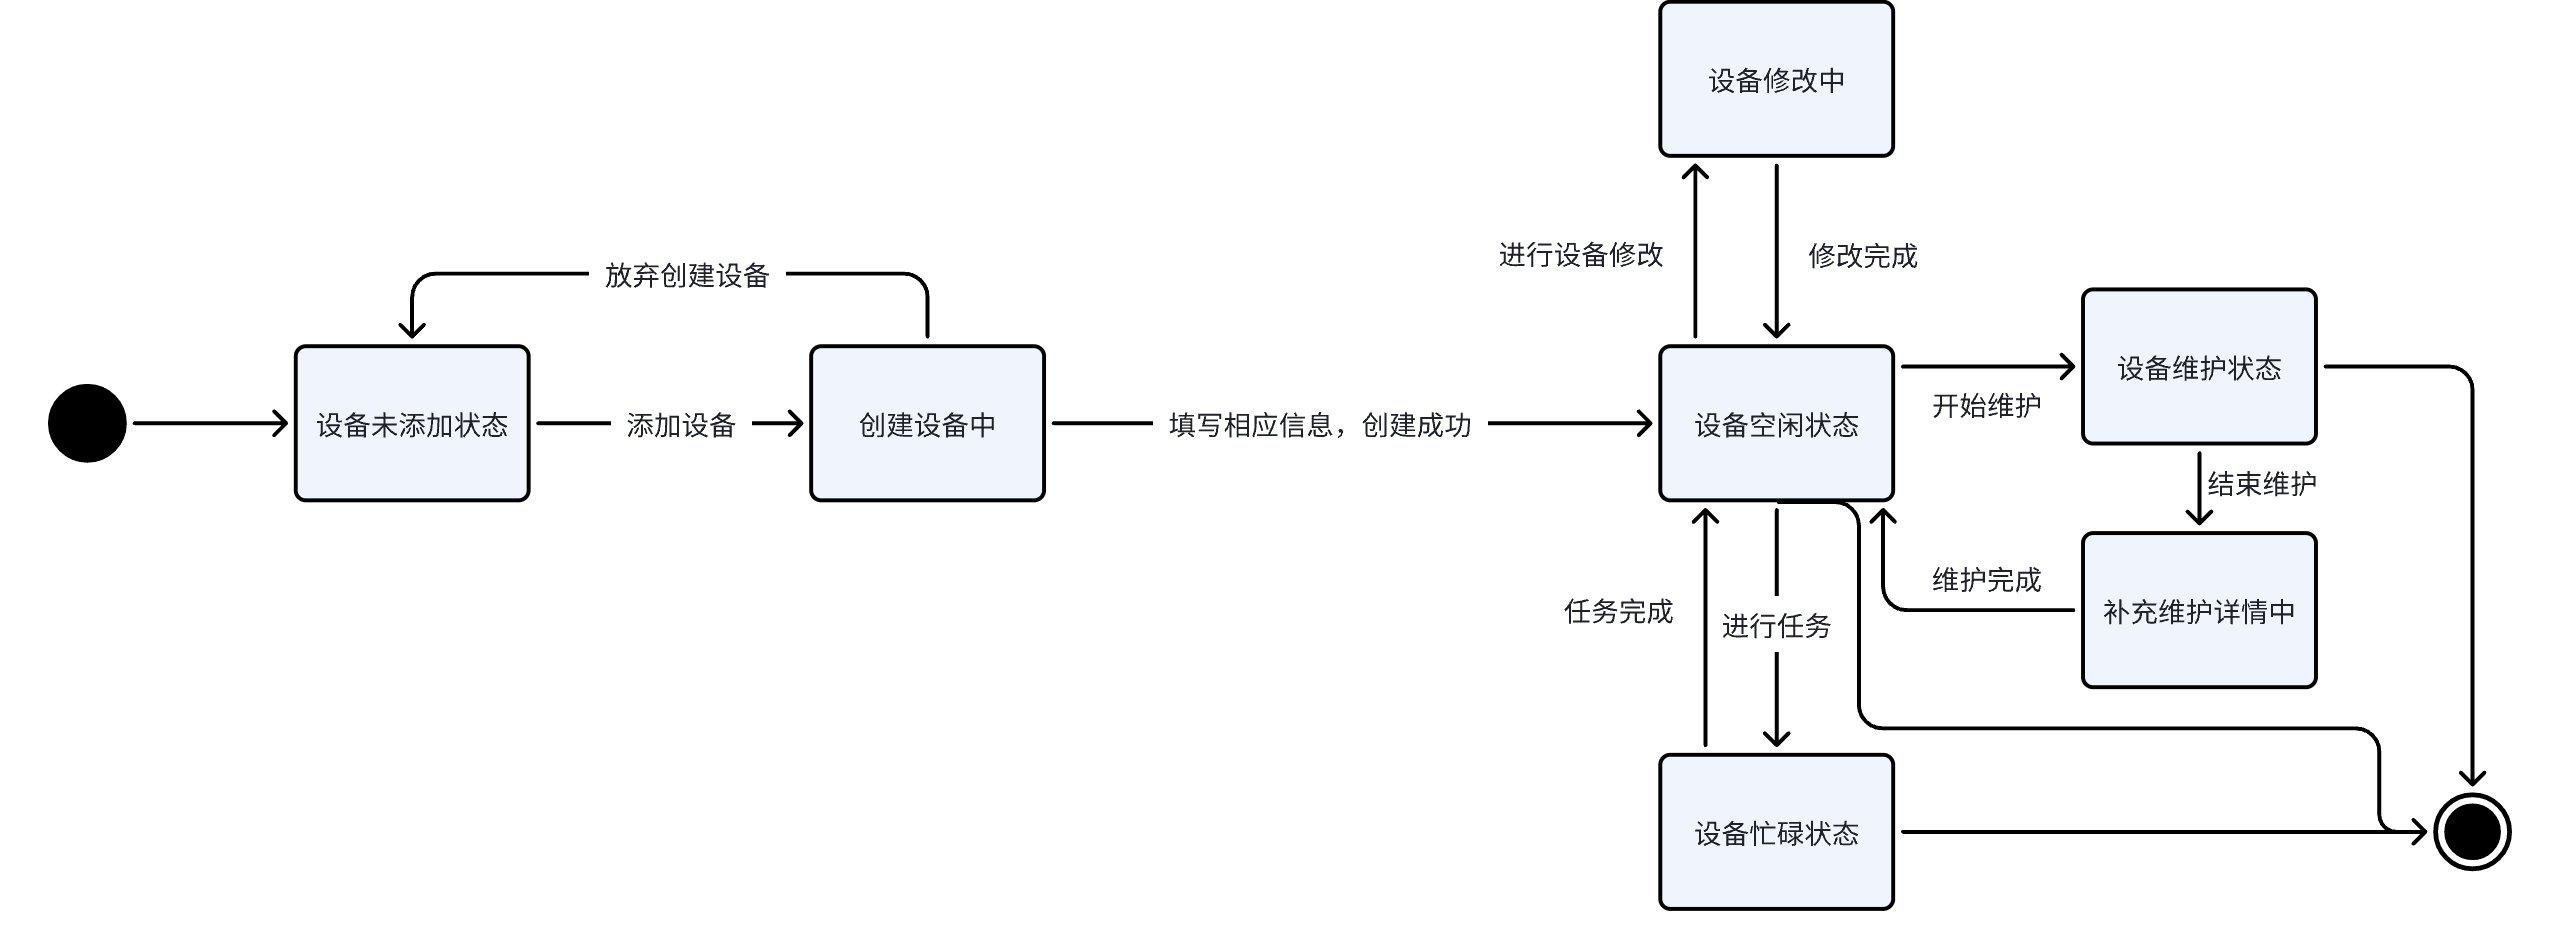 设备修改中
进行设备修改
修改完成
放弃创建设备
设备未添加状态
添加设备
创建设备中
填写相应信息，创建成功
设备空闲状态
开始维护
设备维护状态
结束维护
维护完成
补充维护详情中
任务完成
进行任务
设备忙碌状态